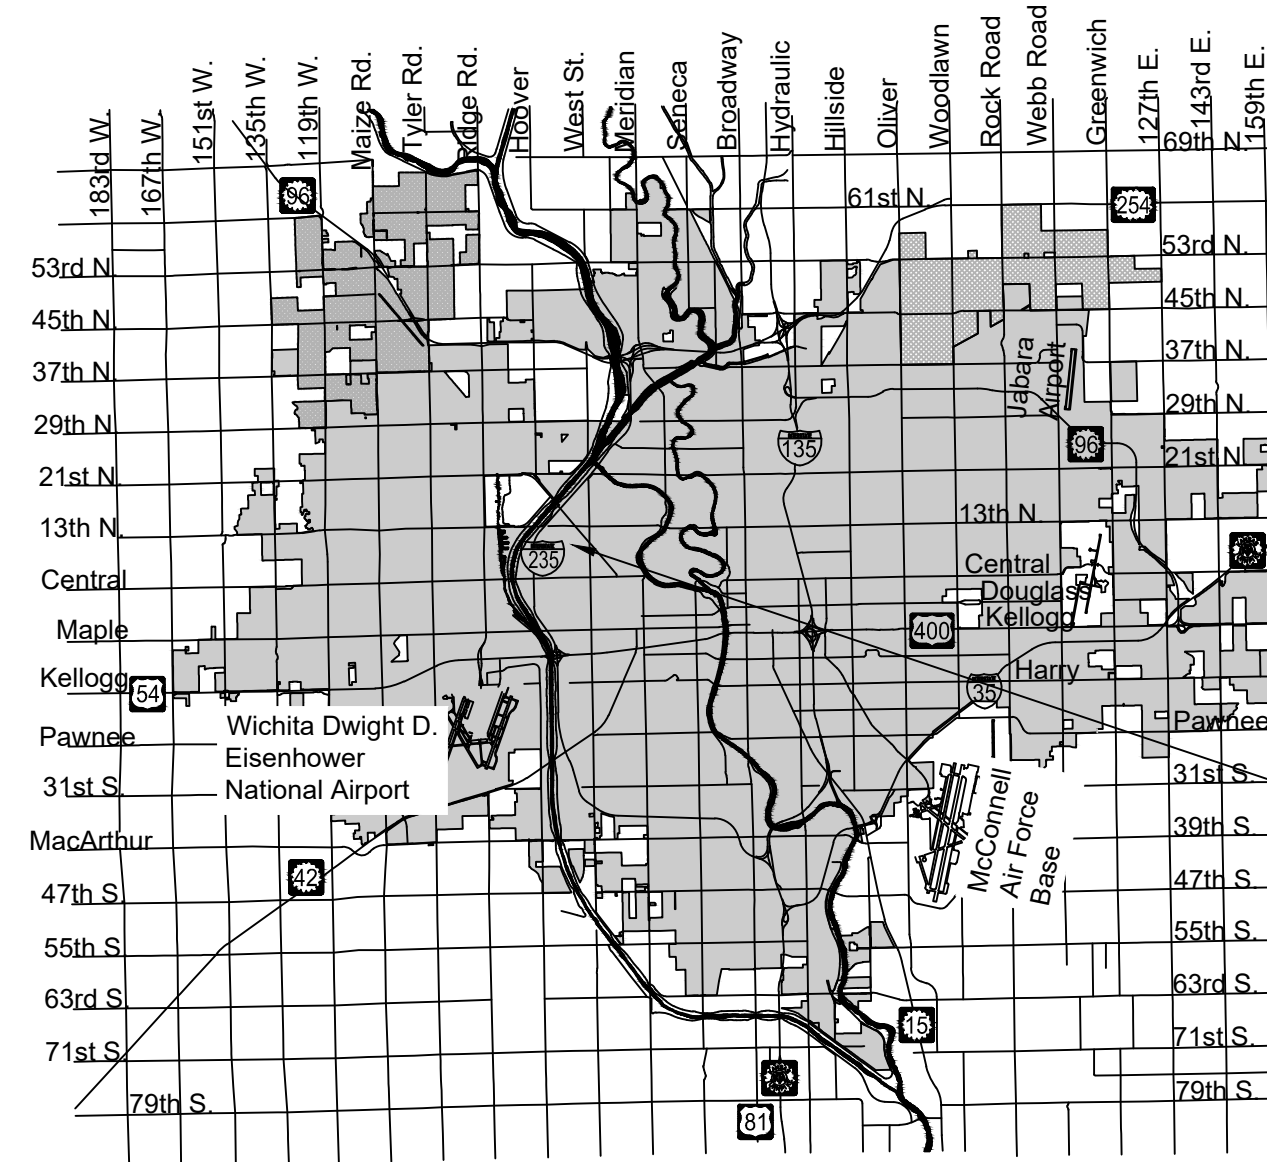 183rd W.
167th W.
151st W.
135th W.
119th W.
Maize Rd.
Tyler Rd.
Ridge Rd.
Hoover
West St.
Meridian
Seneca
Broadway
Hydraulic
Hillside
Oliver
Woodlawn
Rock Road
Webb Road
Greenwich
127th E.
143rd E.
159th E.
69th N.
96
61st N.
254
53rd N.
53rd N.
45th N.
45th N.
37th N.
37th N.
Jabara
Airport
29th N.
29th N.
135
96
21st N.
21st N
13th N.
13th N.
235
Central
Central
Douglass
Kellogg
Maple
400
Kellogg
54
Harry
35
Pawnee
Pawnee
Wichita Dwight D.
Eisenhower
National Airport
31st S.
31st S.
McConnell
Air Force
Base
MacArthur
39th S.
42
47th S.
47th S.
55th S.
55th S.
63rd S.
63rd S.
15
71st S.
71st S.
79th S.
79th S.
81